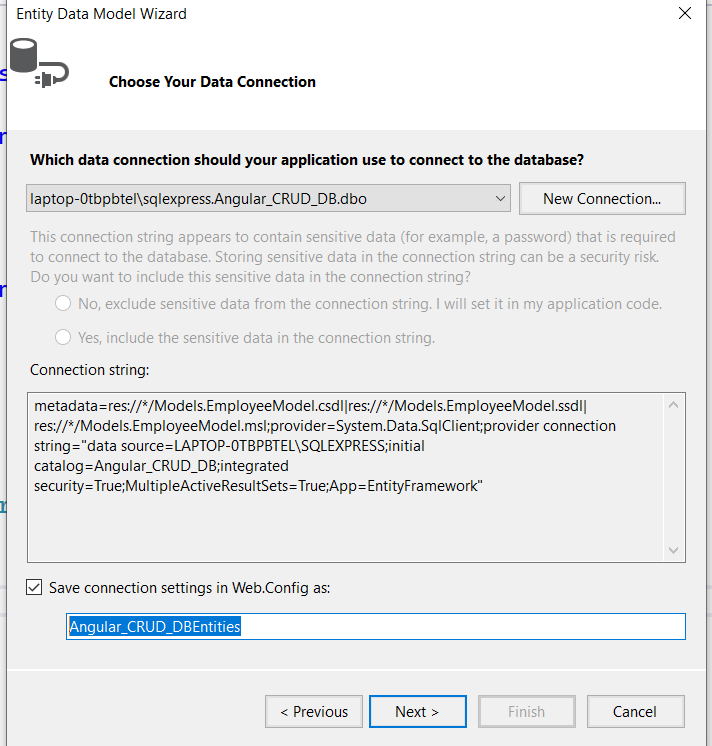 Entity Data Model Wizard
Choose Your Data Connection
Which data connection should your application use to connect to the database?
laptop-0tbpbtel\sqlexpress.Angular_CRUD_DB.dbo
New Connection...
This connection string appears to contain sensitive data (for example, a password) that is required
to connect to the database. Storing sensitive data in the connection string can be a security risk.
Do you want to include this sensitive data in the connection string?
No, exclude sensitive data from the connection string. I will set it in my application code.
Yes, include the sensitive data in the connection string.
Connection string:
metadata=res://*/Models.EmployeeModel.csdl|res://*/Models.EmployeeModel.ssdl|
res://*/Models.EmployeeModel.msl;provider=System.Data.SqlClient;provider connection
string="data source=LAPTOP-0TBPBTEL\SQLEXPRESS;initial
catalog=Angular_CRUD_DB;integrated
security=True;MultipleActiveResultSets=True;App=EntityFramework"
Save connection settings in Web.Config as:
Angular_CRUD_DBEntities
< Previous
Next >
Finish
Cancel